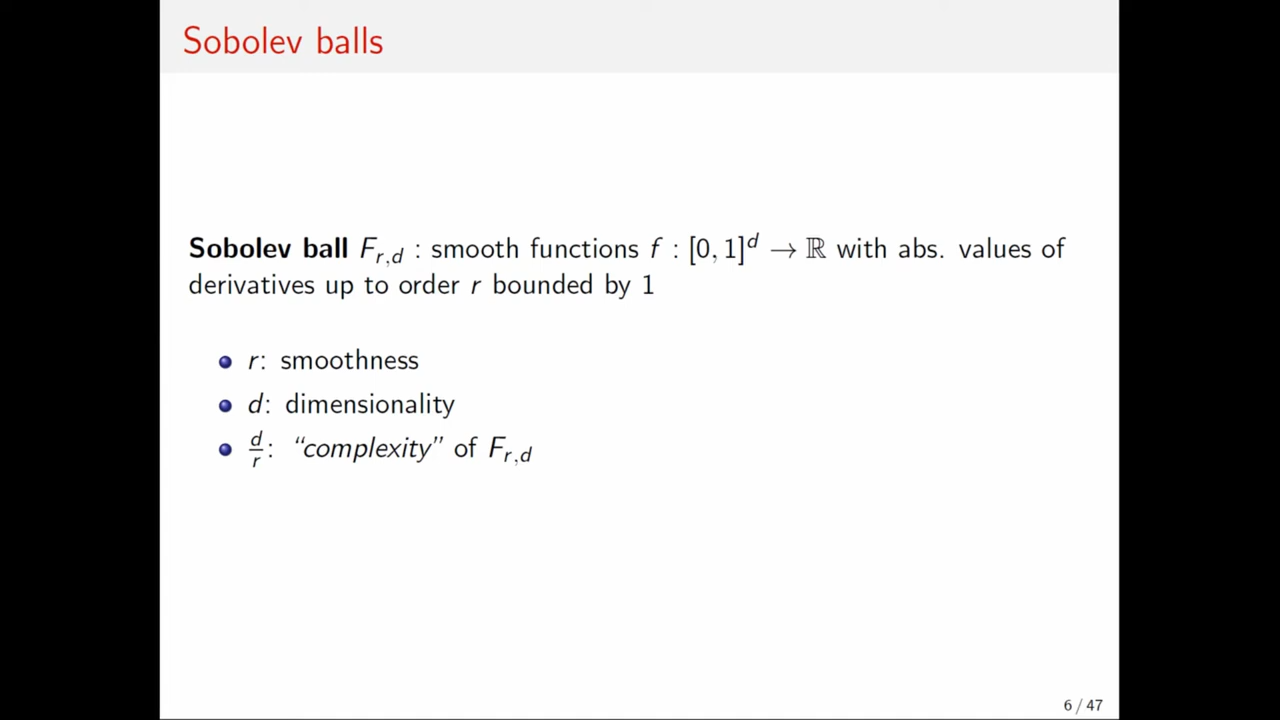 Sobolev balls
Sobolev ball F_{r,d} : smooth functions f : [0, 1]^d → ℝ with abs. values of
derivatives up to order r bounded by 1
r: smoothness
d: dimensionality
d/r: “complexity” of F_{r,d}
6 / 47